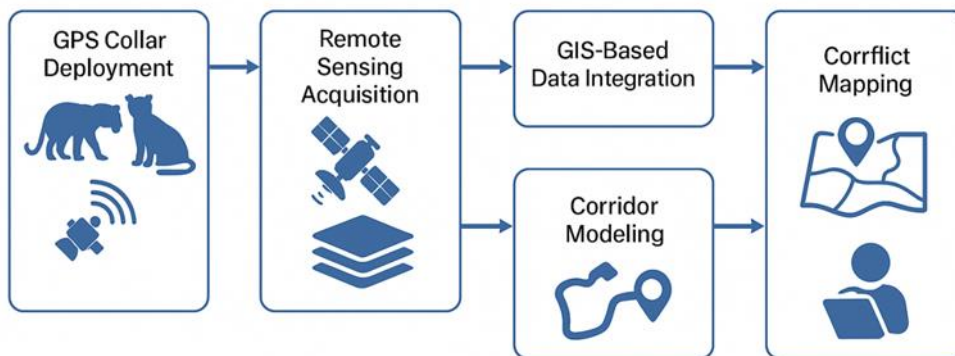 GPS Collar
Deployment
Remote
Sensing
Acquisition
GIS-Based
Data Integration
Corridor
Modeling
Corrflict
Mapping